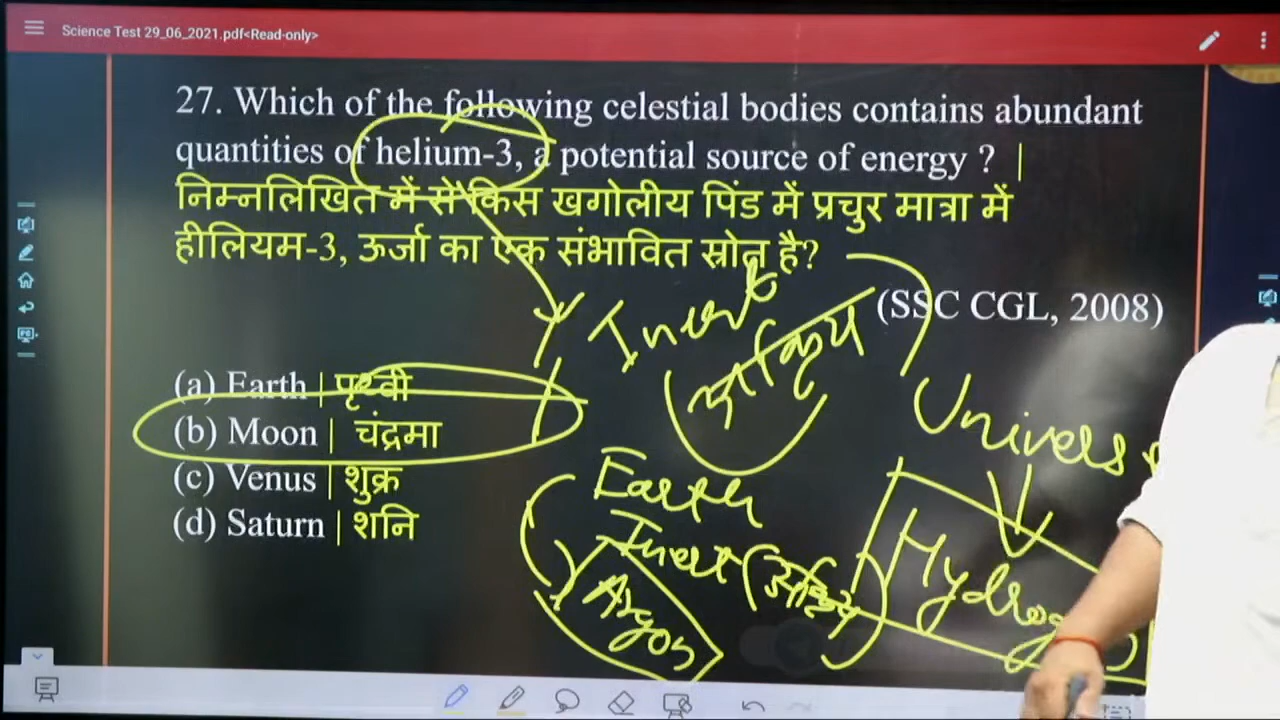 Science Test 29_06_2021.pdf<Read-only>
27. Which of the following celestial bodies contains abundant
quantities of helium-3, a potential source of energy ? |
निम्नलिखित में से किस खगोलीय पिंड में प्रचुर मात्रा में
हीलियम-3, ऊर्जा का एक संभावित स्रोत है?
(SSC CGL, 2008)
Inert
(a) Earth | पृथ्वी
(b) Moon | चंद्रमा
Univers
(c) Venus | शुक्र
Earth
(d) Saturn | शनि
Inert
Argon